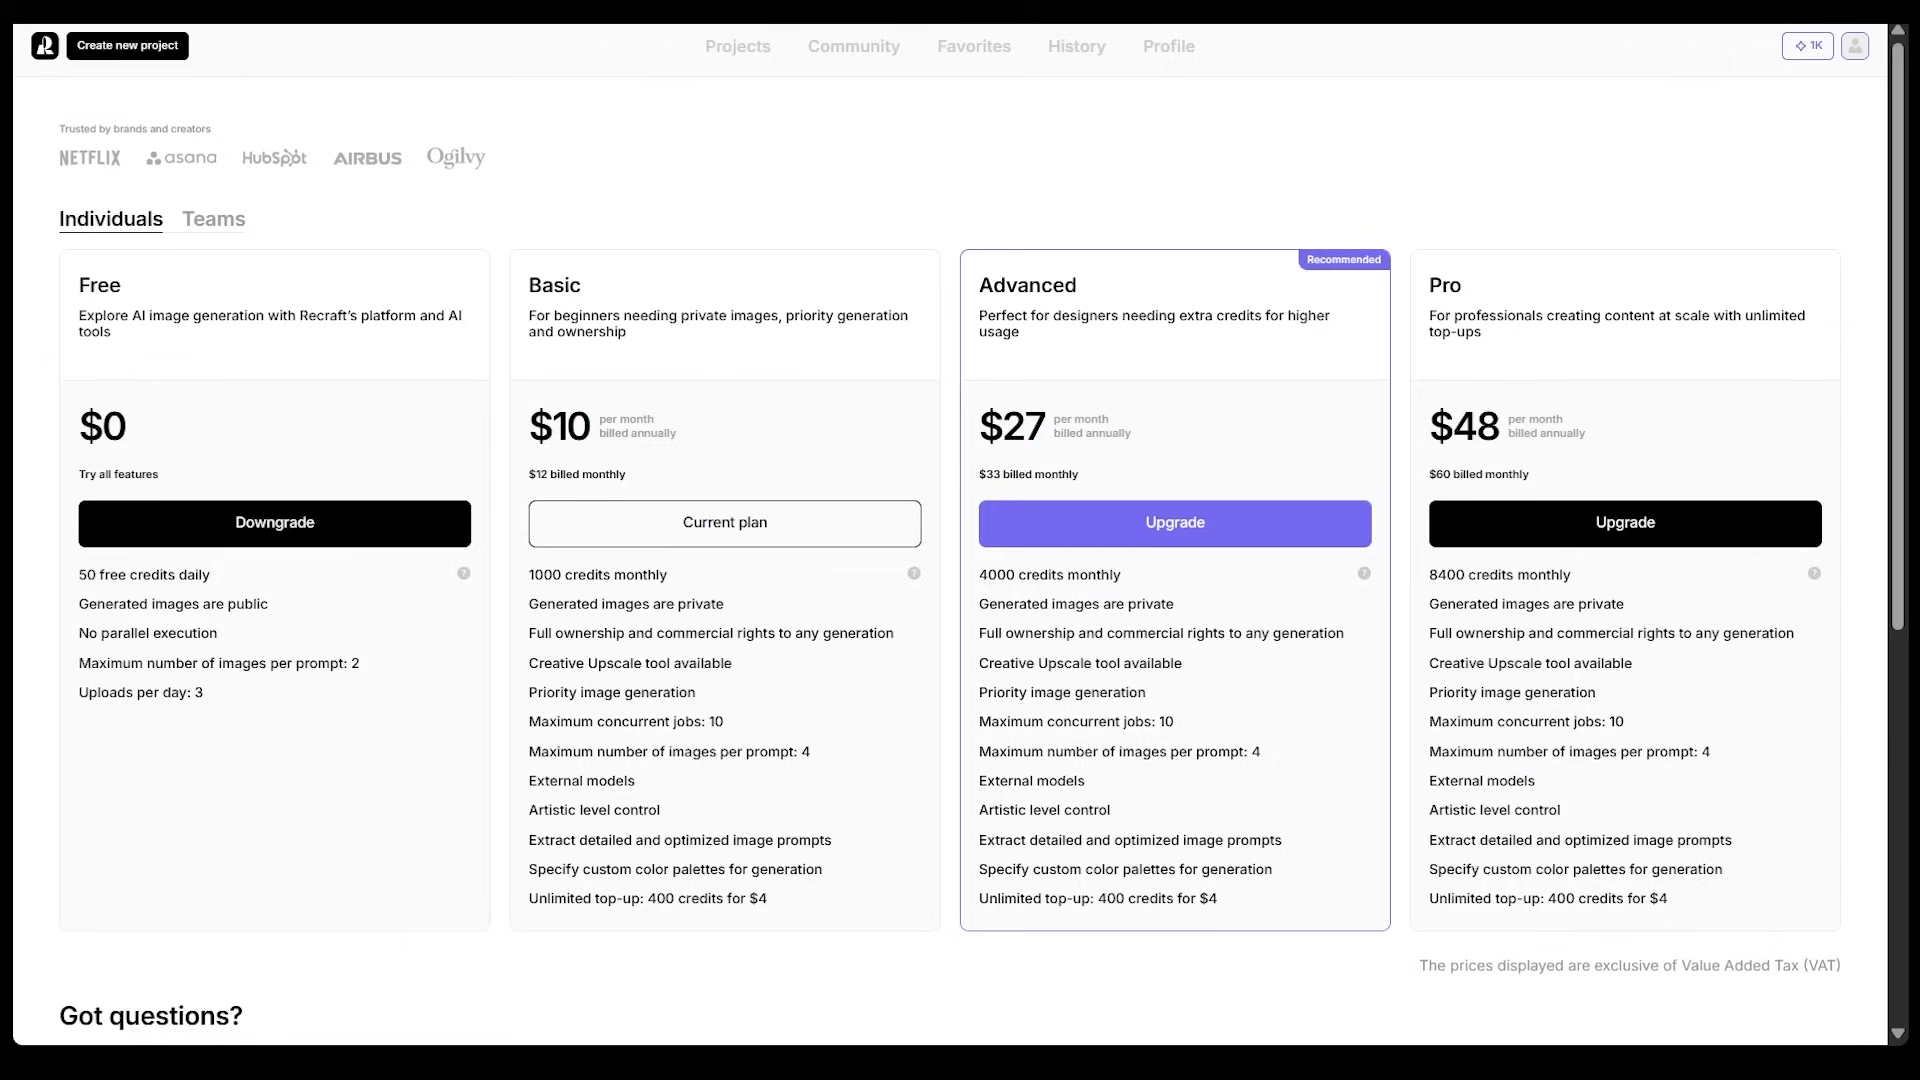 Create new project
Projects
Community
Favorites
History
Profile
1K
Trusted by brands and creators
NETFLIX
asana
HubSpot
AIRBUS
Ogilvy
Individuals
Teams
Free
Explore AI image generation with Recraft's platform and AI
tools
$0
Try all features
Downgrade
50 free credits daily
?
Generated images are public
No parallel execution
Maximum number of images per prompt: 2
Uploads per day: 3
Basic
For beginners needing private images, priority generation
and ownership
$10
per month
billed annually
$12 billed monthly
Current plan
1000 credits monthly
?
Generated images are private
Full ownership and commercial rights to any generation
Creative Upscale tool available
Priority image generation
Maximum concurrent jobs: 10
Maximum number of images per prompt: 4
External models
Artistic level control
Extract detailed and optimized image prompts
Specify custom color palettes for generation
Unlimited top-up: 400 credits for $4
Recommended
Advanced
Perfect for designers needing extra credits for higher
usage
$27
per month
billed annually
$33 billed monthly
Upgrade
4000 credits monthly
?
Generated images are private
Full ownership and commercial rights to any generation
Creative Upscale tool available
Priority image generation
Maximum concurrent jobs: 10
Maximum number of images per prompt: 4
External models
Artistic level control
Extract detailed and optimized image prompts
Specify custom color palettes for generation
Unlimited top-up: 400 credits for $4
Pro
For professionals creating content at scale with unlimited
top-ups
$48
per month
billed annually
$60 billed monthly
Upgrade
8400 credits monthly
?
Generated images are private
Full ownership and commercial rights to any generation
Creative Upscale tool available
Priority image generation
Maximum concurrent jobs: 10
Maximum number of images per prompt: 4
External models
Artistic level control
Extract detailed and optimized image prompts
Specify custom color palettes for generation
Unlimited top-up: 400 credits for $4
The prices displayed are exclusive of Value Added Tax (VAT)
Got questions?